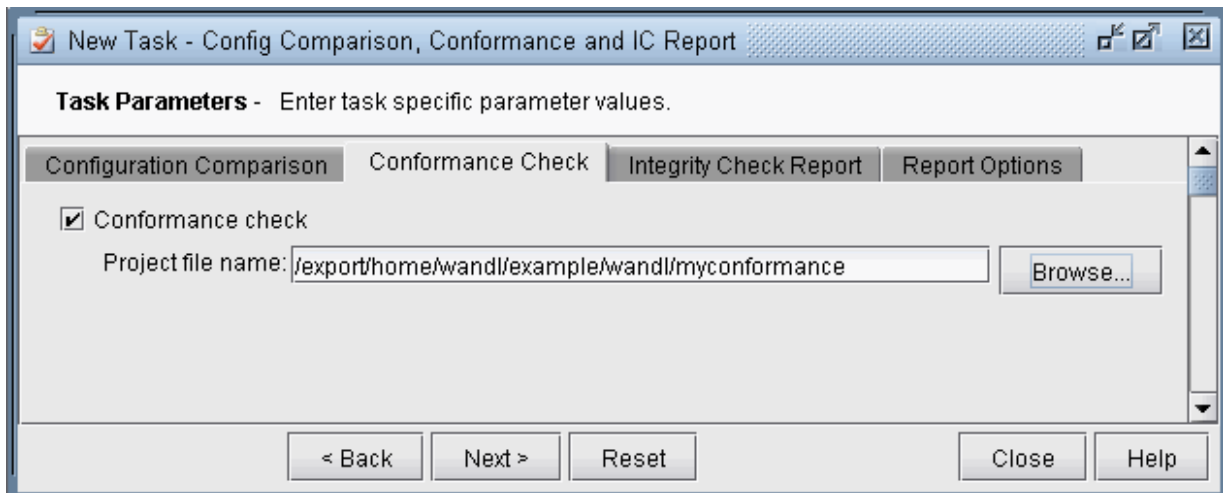 New Task - Config Comparison, Conformance and IC Report
Task Parameters - Enter task specific parameter values.
Configuration Comparison Conformance Check Integrity Check Report Report Options
Conformance check
Project file name: /export/home/wandl/example/wandl/myconformance Browse...
< Back Next > Reset Close Help